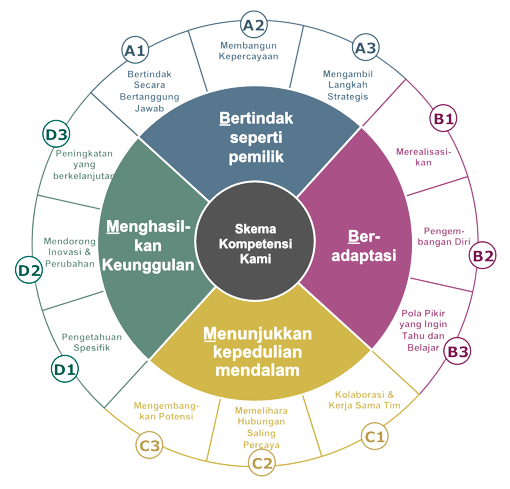 A1
Bertindak
Secara
Bertanggung
Jawab
A2
Membangun
Kepercayaan
A3
Mengambil
Langkah
Strategis
Bertindak
seperti
pemilik
B1
Merealisasi-
kan
B2
Pengem-
bangan Diri
B3
Pola Pikir
yang Ingin
Tahu dan
Belajar
Ber-
adaptasi
Skema
Kompetensi
Kami
C1
Kolaborasi &
Kerja Sama Tim
C2
Memelihara
Hubungan
Saling
Percaya
C3
Mengembang-
kan Potensi
Menunjukkan
kepedulian
mendalam
D1
Pengetahuan
Spesifik
D2
Mendorong
Inovasi &
Perubahan
D3
Peningkatan
yang
berkelanjutan
Menghasil-
kan
Keunggulan